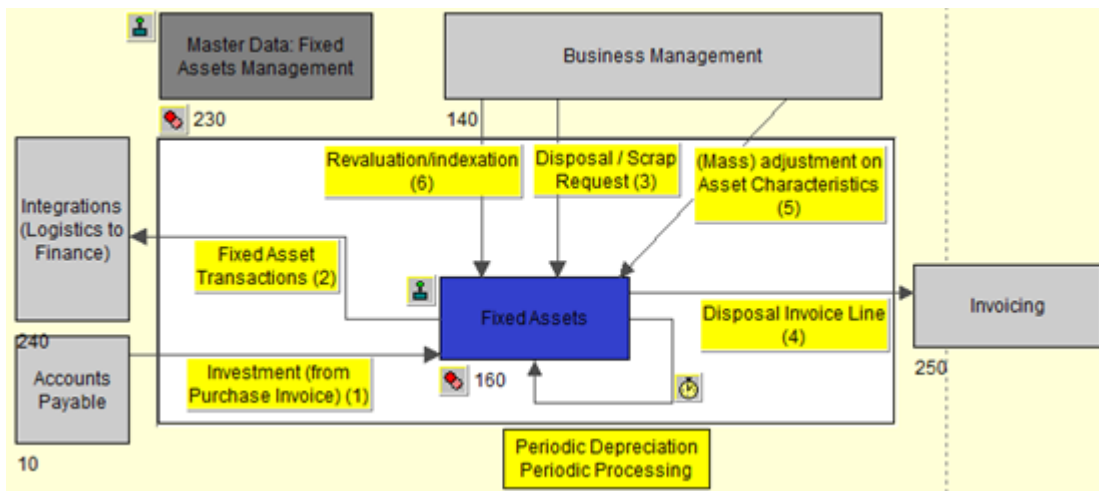 Master Data: Fixed
Assets Management
Business Management
230
140
Revaluation/indexation
(6)
Disposal / Scrap
Request (3)
(Mass) adjustment on
Asset Characteristics
(5)
Integrations
(Logistics to
Finance)
Fixed Asset
Transactions (2)
Fixed Assets
Disposal Invoice Line
(4)
Invoicing
240
Accounts
Payable
Investment (from
Purchase Invoice) (1)
160
250
10
Periodic Depreciation
Periodic Processing